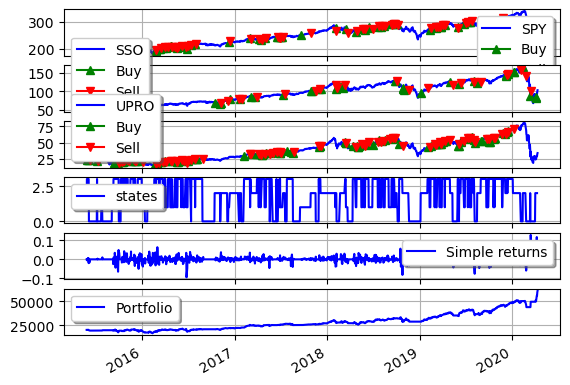 300
200
SPY
Buy
SSO
Buy
Sell
150
100
50
UPRO
Buy
Sell
75
50
25
2.5
0.0
states
0.1
0.0
−0.1
Simple returns
50000
25000
Portfolio
2016
2017
2018
2019
2020